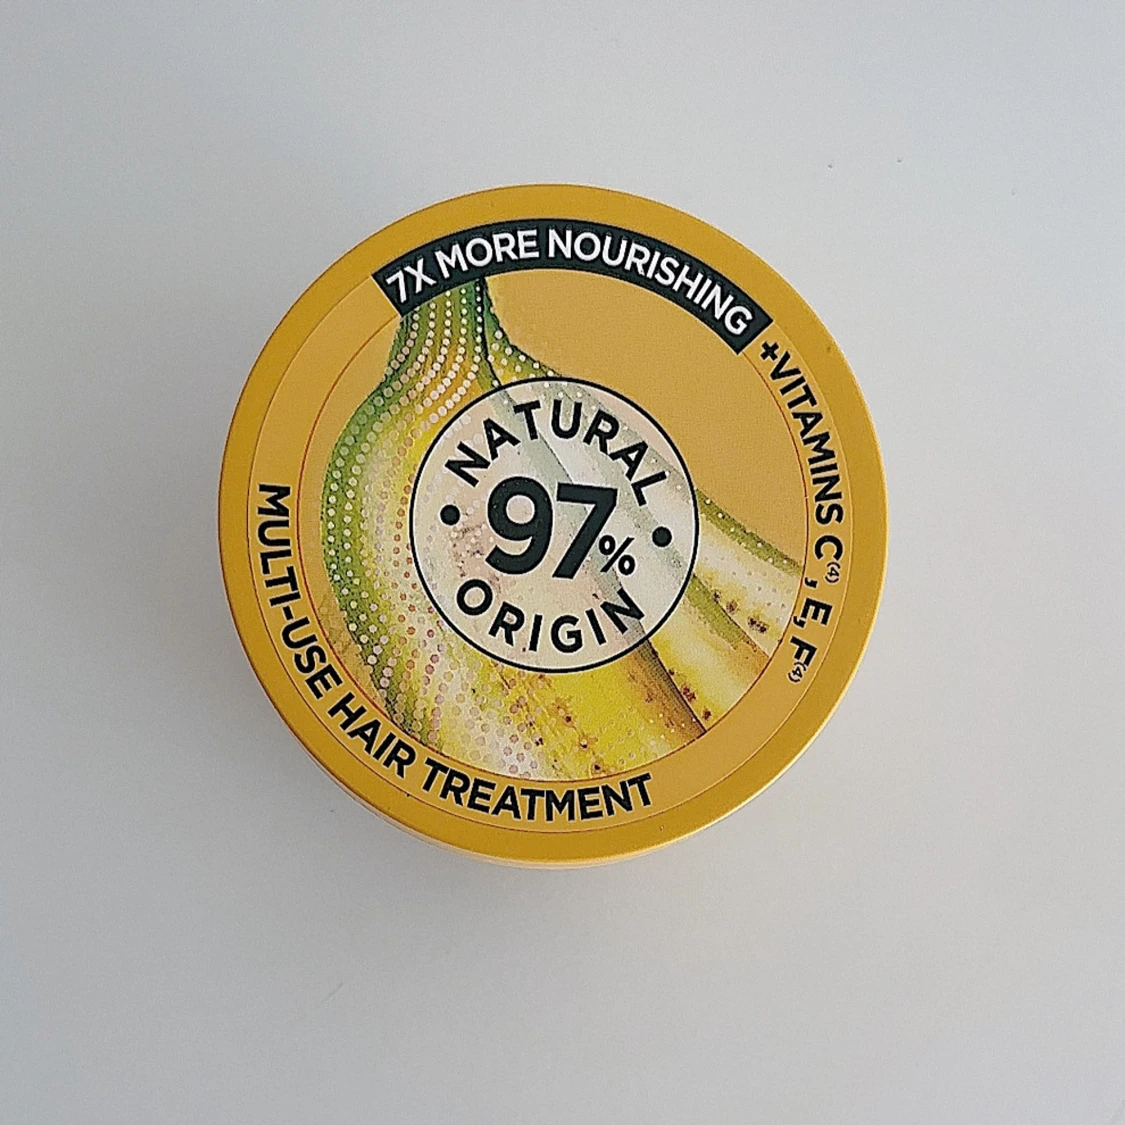 7X MORE NOURISHING
+VITAMINS C⁽⁴⁾, E, F⁽⁴⁾
NATURAL
97%
ORIGIN
MULTI-USE HAIR TREATMENT